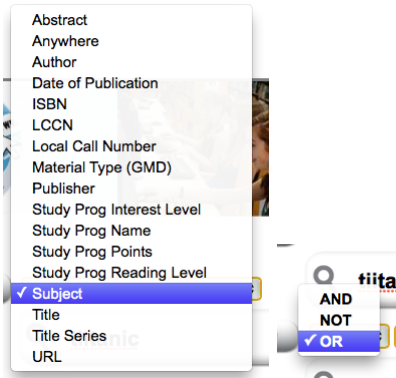 Abstract
Anywhere
Author
Date of Publication
ISBN
LCCN
Local Call Number
Material Type (GMD)
Publisher
Study Prog Interest Level
Study Prog Name
Study Prog Points
Study Prog Reading Level
✓ Subject
Title
Title Series
URL
tiita
AND
NOT
✓ OR